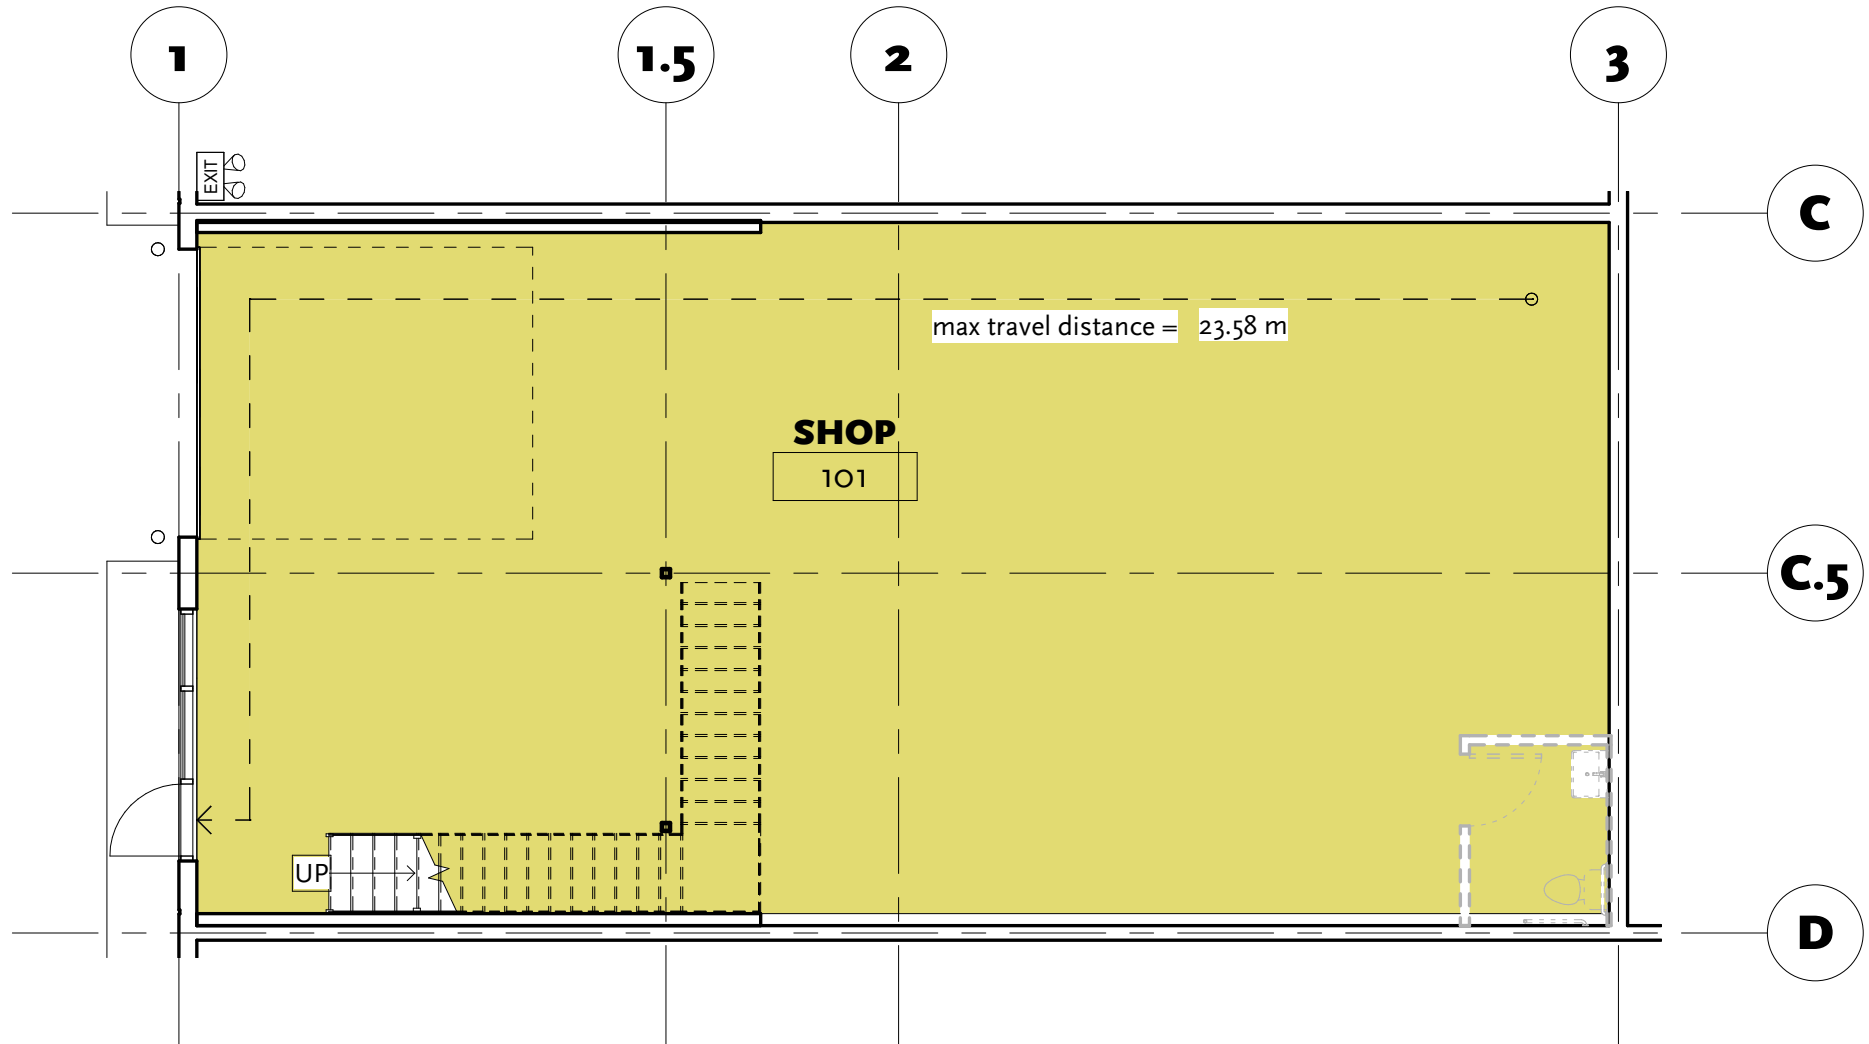 1
1.5
2
3
EXIT
C
max travel distance = 23.58 m
SHOP
101
C.5
UP
D